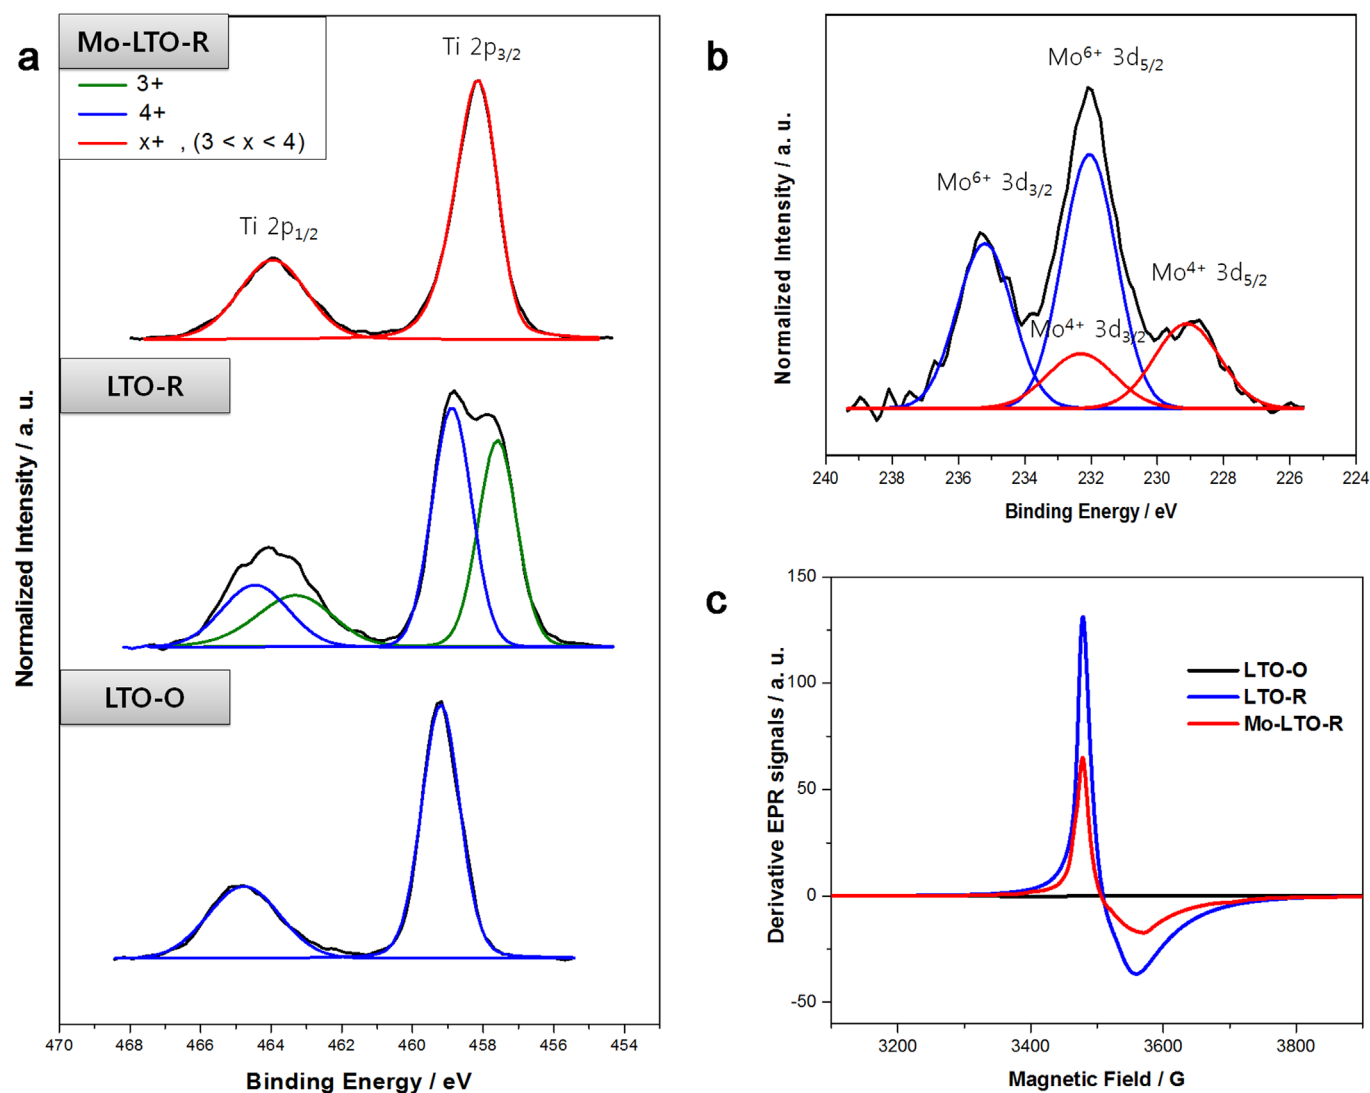 a
Mo-LTO-R
3+
4+
x+ , (3 < x < 4)
Ti 2p3/2
Ti 2p1/2
LTO-R
LTO-O
Normalized Intensity / a. u.
470 468 466 464 462 460 458 456 454
Binding Energy / eV
b
Mo6+ 3d5/2
Mo6+ 3d3/2
Mo4+ 3d5/2
Mo4+ 3d3/2
Normalized Intensity / a. u.
240 238 236 234 232 230 228 226 224
Binding Energy / eV
c
150
100
50
0
-50
LTO-O
LTO-R
Mo-LTO-R
Derivative EPR signals / a. u.
3200 3400 3600 3800
Magnetic Field / G